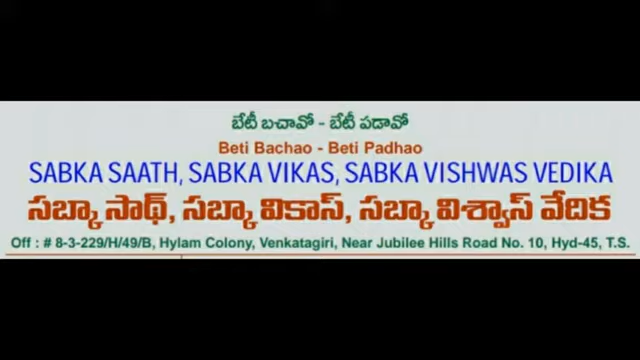 బేటీ బచావో - బేటీ పడావో
Beti Bachao - Beti Padhao
SABKA SAATH, SABKA VIKAS, SABKA VISHWAS VEDIKA
సబ్కా సాథ్, సబ్కా వికాస్, సబ్కా విశ్వాస్ వేదిక
Off : # 8-3-229/H/49/B, Hylam Colony, Venkatagiri, Near Jubilee Hills Road No. 10, Hyd-45, T.S.